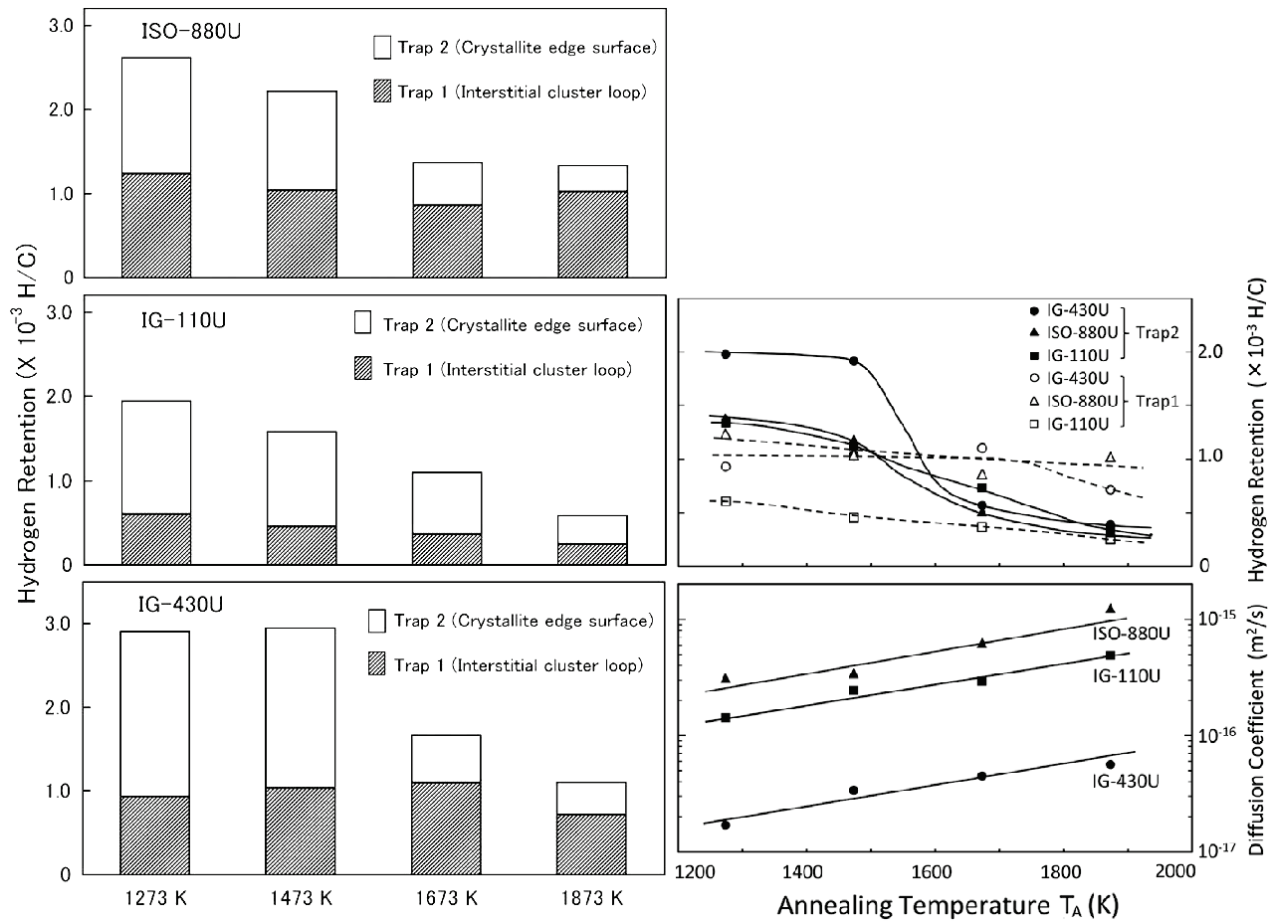 Hydrogen Retention (X 10⁻³ H/C)
3.0
2.0
1.0
0
ISO-880U
Trap 2 (Crystallite edge surface)
Trap 1 (Interstitial cluster loop)
3.0
2.0
1.0
0
IG-110U
Trap 2 (Crystallite edge surface)
Trap 1 (Interstitial cluster loop)
3.0
2.0
1.0
0
IG-430U
Trap 2 (Crystallite edge surface)
Trap 1 (Interstitial cluster loop)
1273 K 1473 K 1673 K 1873 K
IG-430U
ISO-880U Trap2
IG-110U
IG-430U
ISO-880U Trap1
IG-110U
2.0
1.0
0
Hydrogen Retention (×10⁻³ H/C)
ISO-880U
IG-110U
IG-430U
10⁻¹⁵
10⁻¹⁶
10⁻¹⁷
Diffusion Coefficient (m²/s)
1200 1400 1600 1800 2000
Annealing Temperature T_A (K)